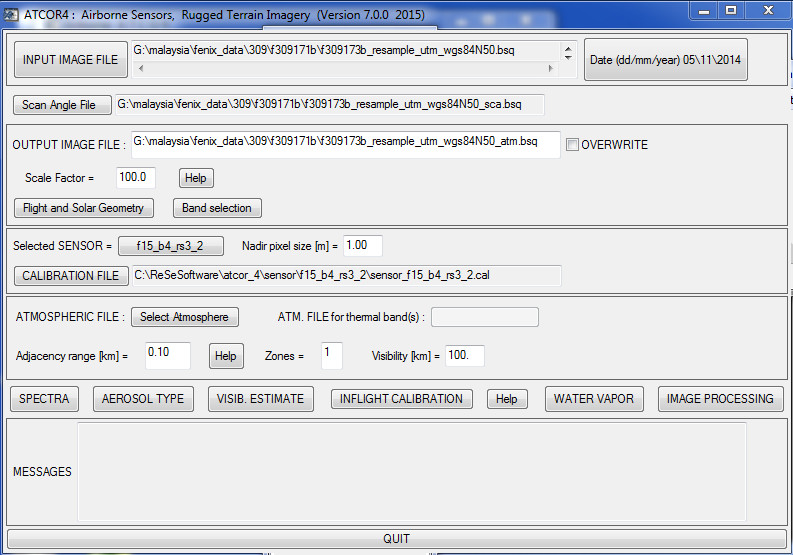 ATCOR4 : Airborne Sensors, Rugged Terrain Imagery (Version 7.0.0 2015)
INPUT IMAGE FILE G:\malaysia\fenix_data\309\f309171b\f309173b_resample_utm_wgs84N50.bsq Date (dd/mm/year) 05\11\2014
Scan Angle File G:\malaysia\fenix_data\309\f309171b\f309173b_resample_utm_wgs84N50_sca.bsq
OUTPUT IMAGE FILE : G:\malaysia\fenix_data\309\f309171b\f309173b_resample_utm_wgs84N50_atm.bsq OVERWRITE
Scale Factor = 100.0 Help
Flight and Solar Geometry Band selection
Selected SENSOR = f15_b4_rs3_2 Nadir pixel size [m] = 1.00
CALIBRATION FILE C:\ReSeSoftware\atcor_4\sensor\f15_b4_rs3_2\sensor_f15_b4_rs3_2.cal
ATMOSPHERIC FILE : Select Atmosphere ATM. FILE for thermal band(s) :
Adjacency range [km] = 0.10 Help Zones = 1 Visibility [km] = 100.
SPECTRA AEROSOL TYPE VISIB. ESTIMATE INFLIGHT CALIBRATION Help WATER VAPOR IMAGE PROCESSING
MESSAGES
QUIT